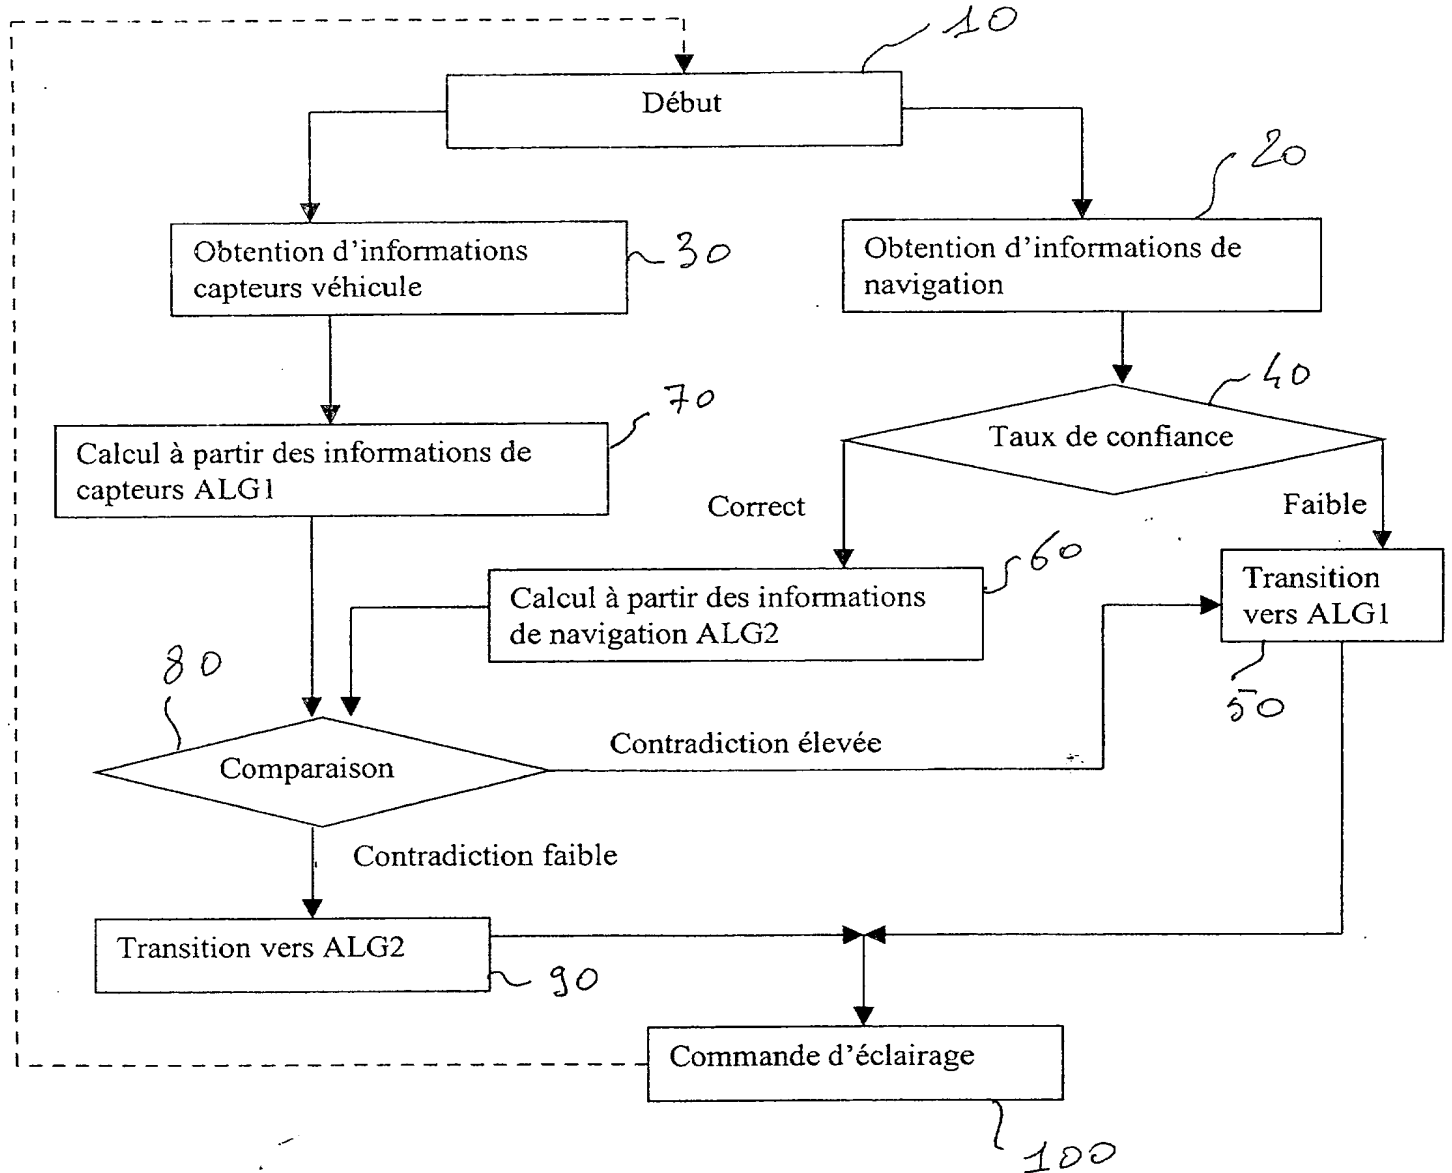 10
Début
20
Obtention d'informations
capteurs véhicule
30
Obtention d'informations de
navigation
40
Taux de confiance
70
Calcul à partir des informations de
capteurs ALG1
Correct
Faible
60
Calcul à partir des informations
de navigation ALG2
Transition
vers ALG1
50
80
Comparaison
Contradiction élevée
Contradiction faible
Transition vers ALG2
90
Commande d'éclairage
100